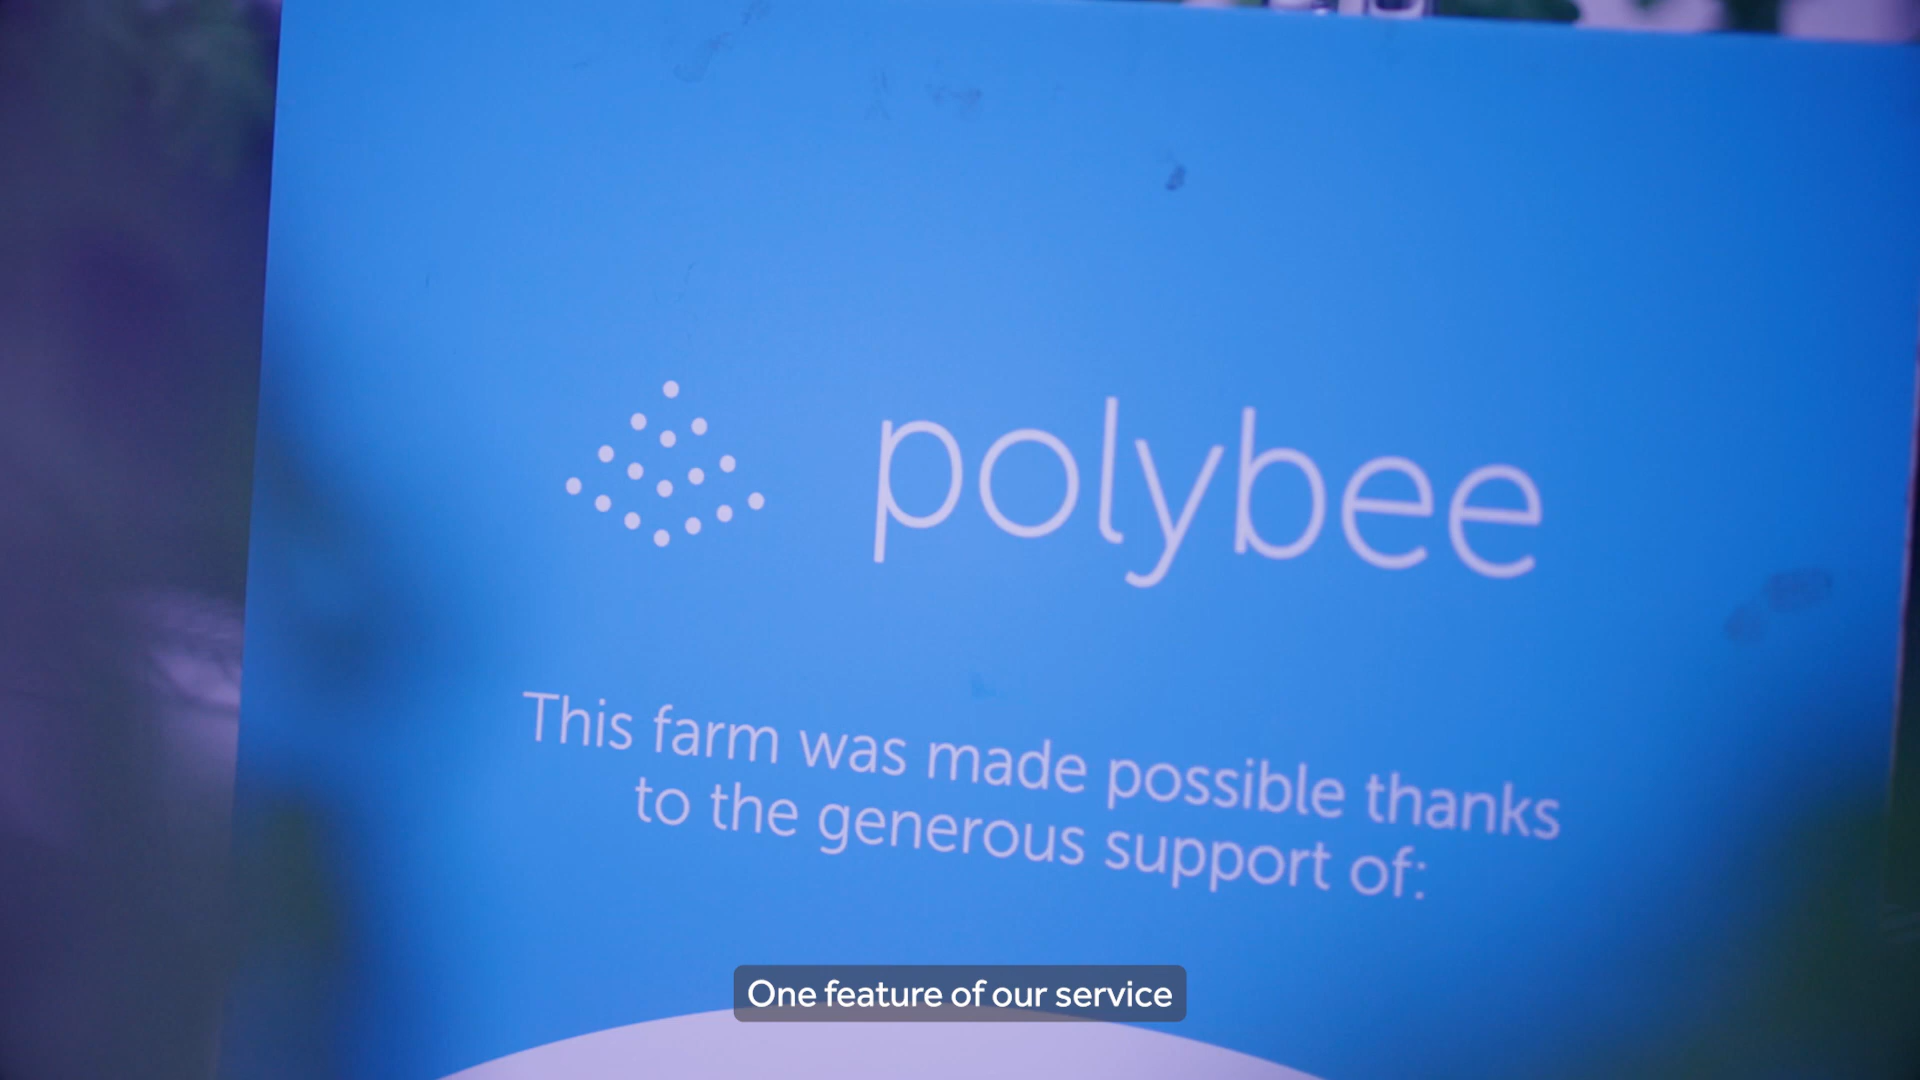 polybee
This farm was made possible thanks
to the generous support of:
One feature of our service